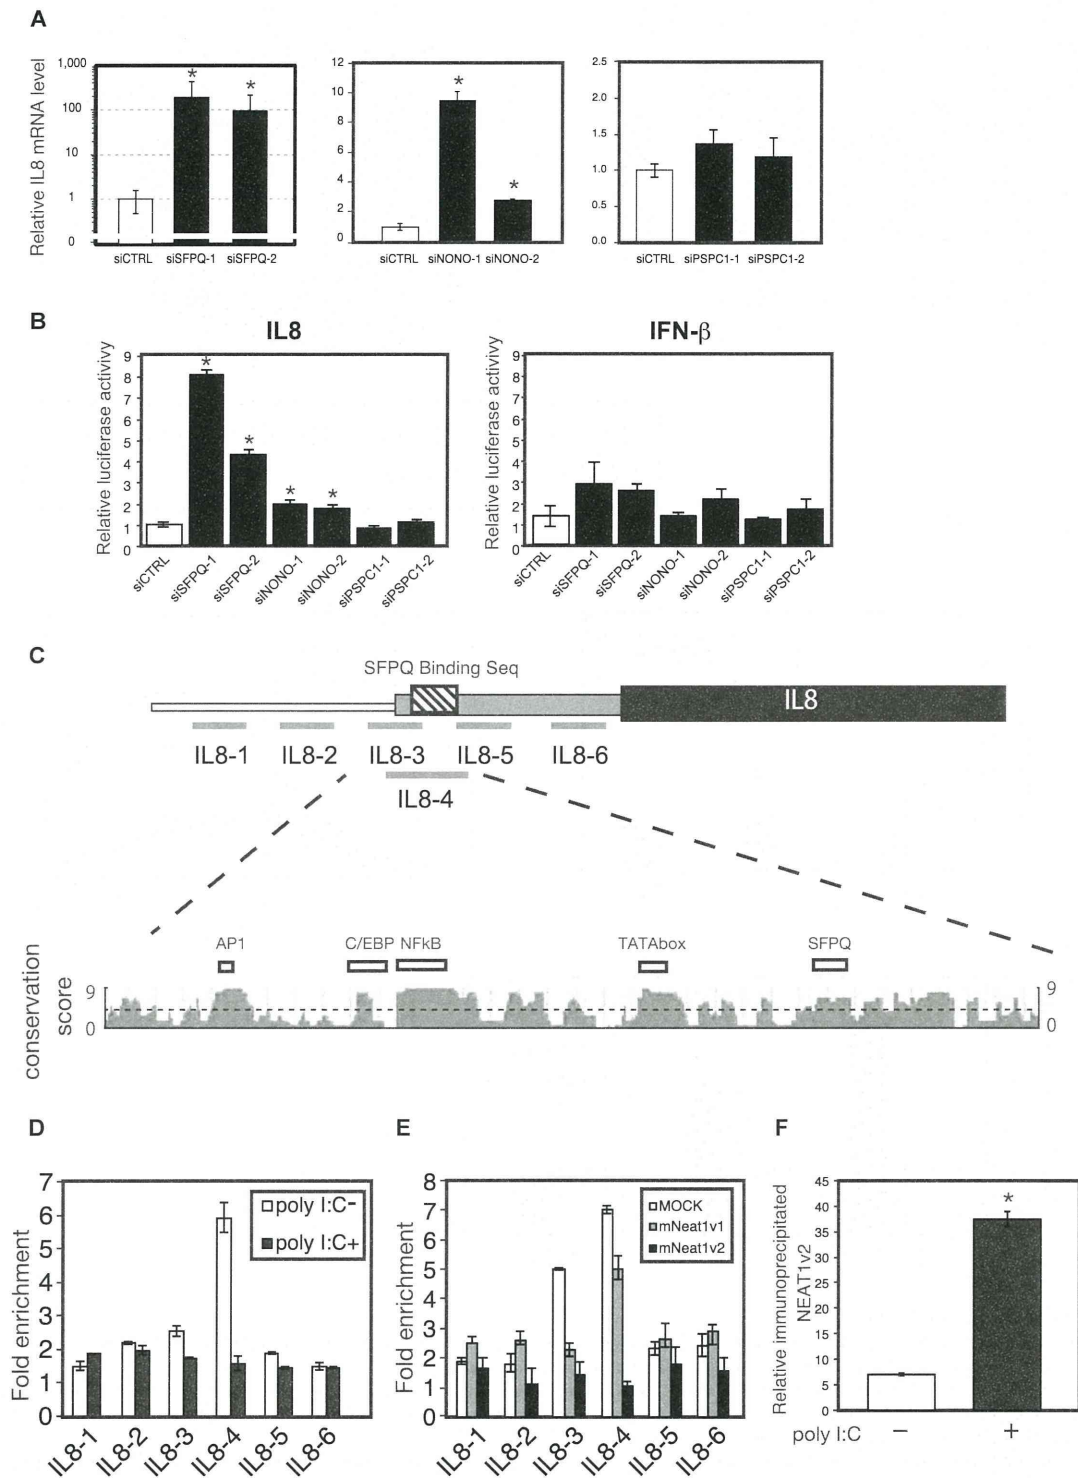 A
Relative IL8 mRNA level
1,000
100
10
1
0
*
*
siCTRL siSFPQ-1 siSFPQ-2
12
10
8
6
4
2
0
*
*
siCTRL siNONO-1 siNONO-2
2.5
2.0
1.5
1.0
0.5
0.0
siCTRL siPSPC1-1 siPSPC1-2
B
IL8
Relative luciferase activivy
9
8
7
6
5
4
3
2
1
0
*
*
*
*
siCTRL
siSFPQ-1
siSFPQ-2
siNONO-1
siNONO-2
siPSPC1-1
siPSPC1-2
IFN-β
Relative luciferase activivy
9
8
7
6
5
4
3
2
1
0
siCTRL
siSFPQ-1
siSFPQ-2
siNONO-1
siNONO-2
siPSPC1-1
siPSPC1-2
C
SFPQ Binding Seq
IL8
IL8-1 IL8-2 IL8-3 IL8-5 IL8-6
IL8-4
AP1 C/EBP NFkB TATAbox SFPQ
conservation
score
9
0
9
0
D
Fold enrichment
7
6
5
4
3
2
1
0
poly I:C-
poly I:C+
IL8-1
IL8-2
IL8-3
IL8-4
IL8-5
IL8-6
E
Fold enrichment
8
7
6
5
4
3
2
1
0
MOCK
mNeat1v1
mNeat1v2
IL8-1
IL8-2
IL8-3
IL8-4
IL8-5
IL8-6
F
Relative immunoprecipitated
NEAT1v2
45
40
35
30
25
20
15
10
5
0
*
poly I:C − +